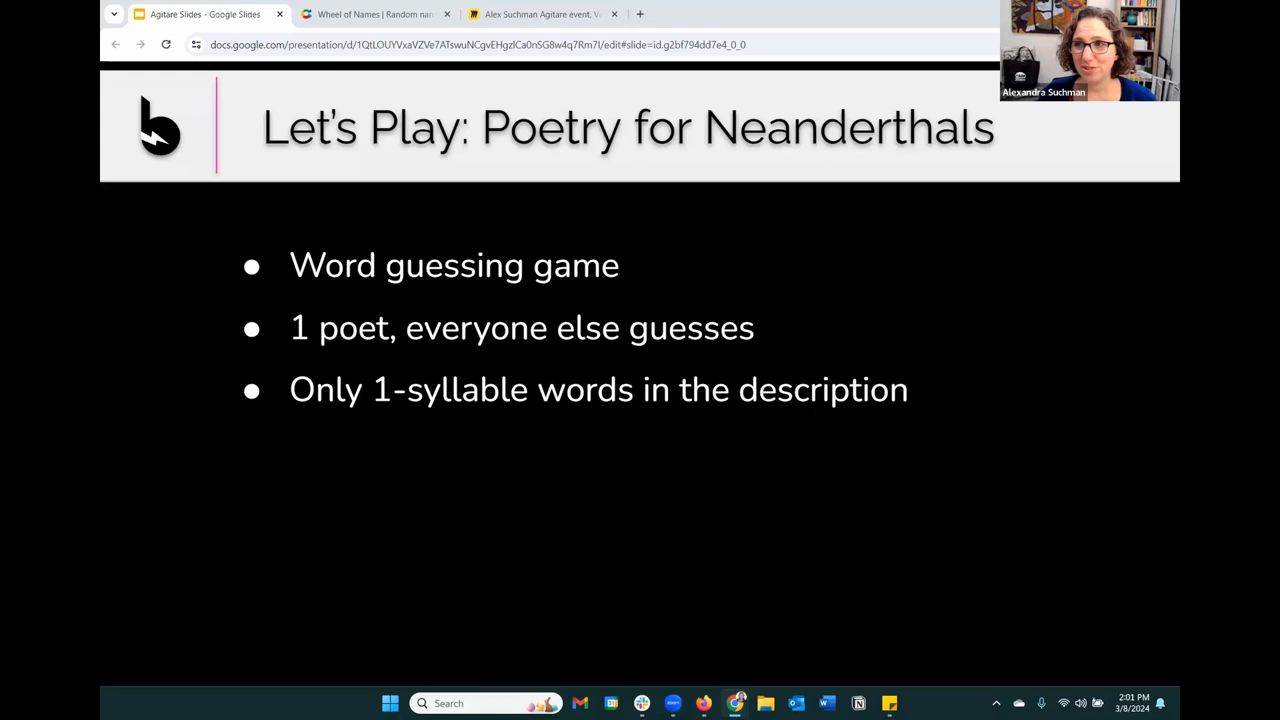 Agitare Slides - Google Slides
Wheel of Names | Random nan
Alex Suchman Agitare event, V
docs.google.com/presentation/d/1QtLOUYVxaVZVe7ATswuNCgvEHgzlCa0nSG8w4q7Rm7I/edit#slide=id.g2bf794dd7e4_0_0
Alexandra Suchman
Let's Play: Poetry for Neanderthals
● Word guessing game
● 1 poet, everyone else guesses
● Only 1-syllable words in the description
Search
2:01 PM
3/8/2024